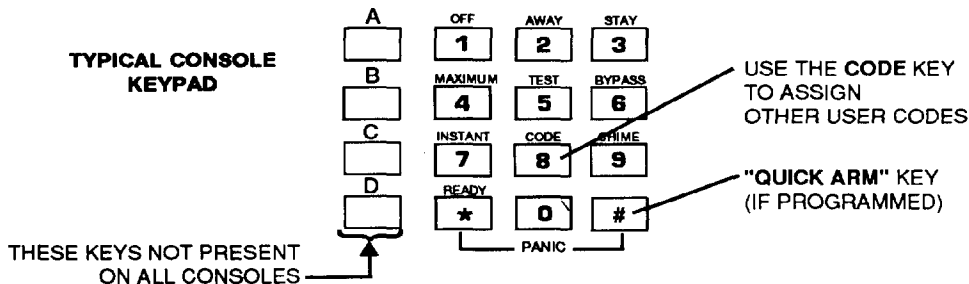 TYPICAL CONSOLE
KEYPAD
A
OFF
AWAY
STAY
1
2
3
B
MAXIMUM
TEST
BYPASS
4
5
6
C
INSTANT
CODE
CHIME
7
8
9
D
READY
*
0
#
PANIC
USE THE CODE KEY
TO ASSIGN
OTHER USER CODES
"QUICK ARM" KEY
(IF PROGRAMMED)
THESE KEYS NOT PRESENT
ON ALL CONSOLES